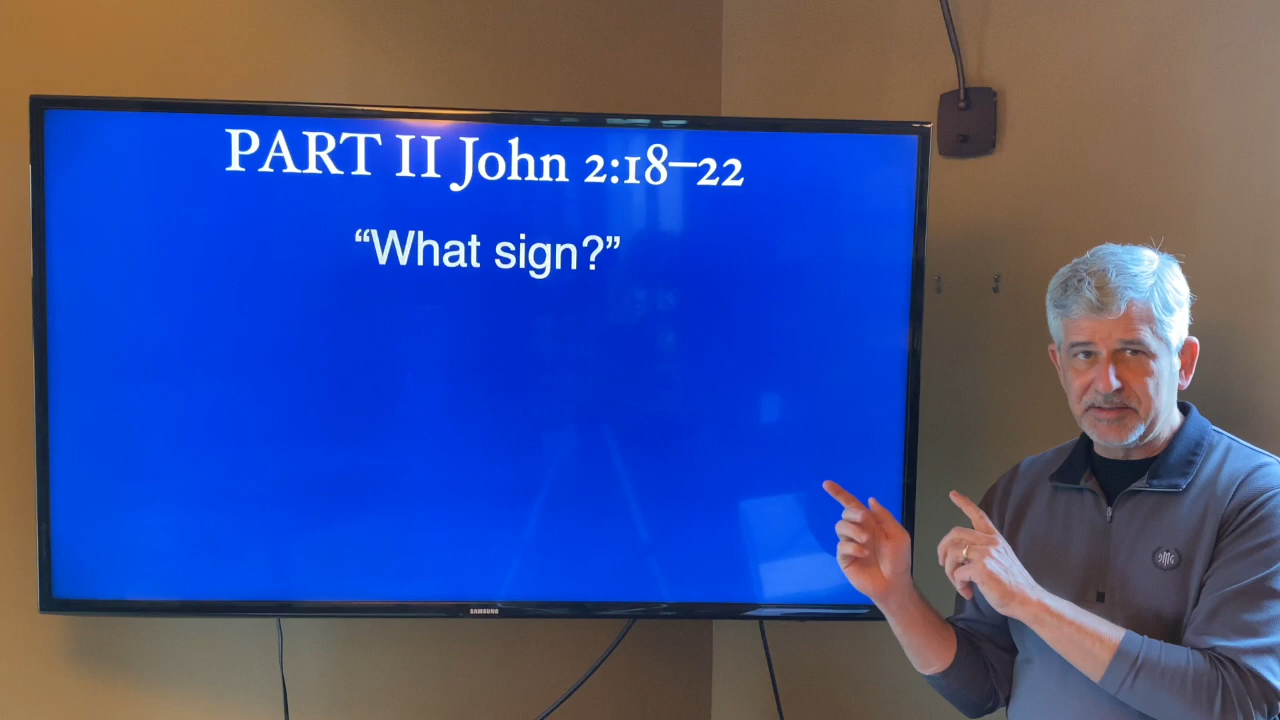 PART II John 2:18–22
“What sign?”
SAMSUNG